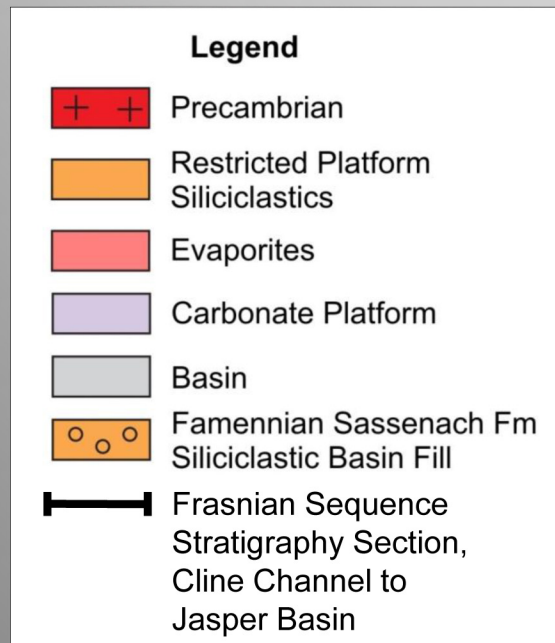 Legend
Precambrian
Restricted Platform
Siliciclastics
Evaporites
Carbonate Platform
Basin
Famennian Sassenach Fm
Siliciclastic Basin Fill
Frasnian Sequence
Stratigraphy Section,
Cline Channel to
Jasper Basin